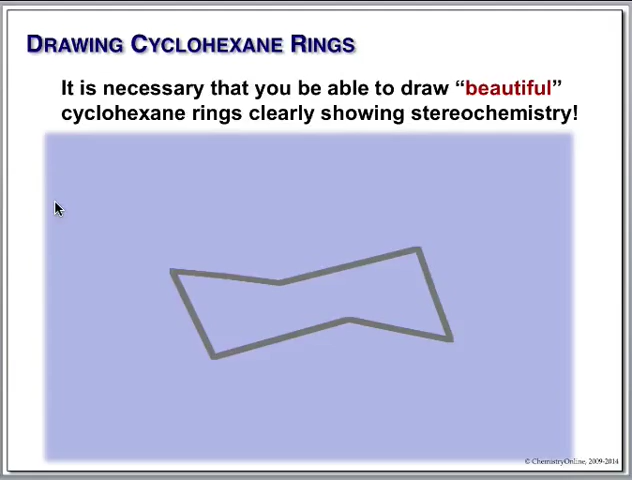 DRAWING CYCLOHEXANE RINGS
It is necessary that you be able to draw “beautiful”
cyclohexane rings clearly showing stereochemistry!
© ChemistryOnline, 2009-2014